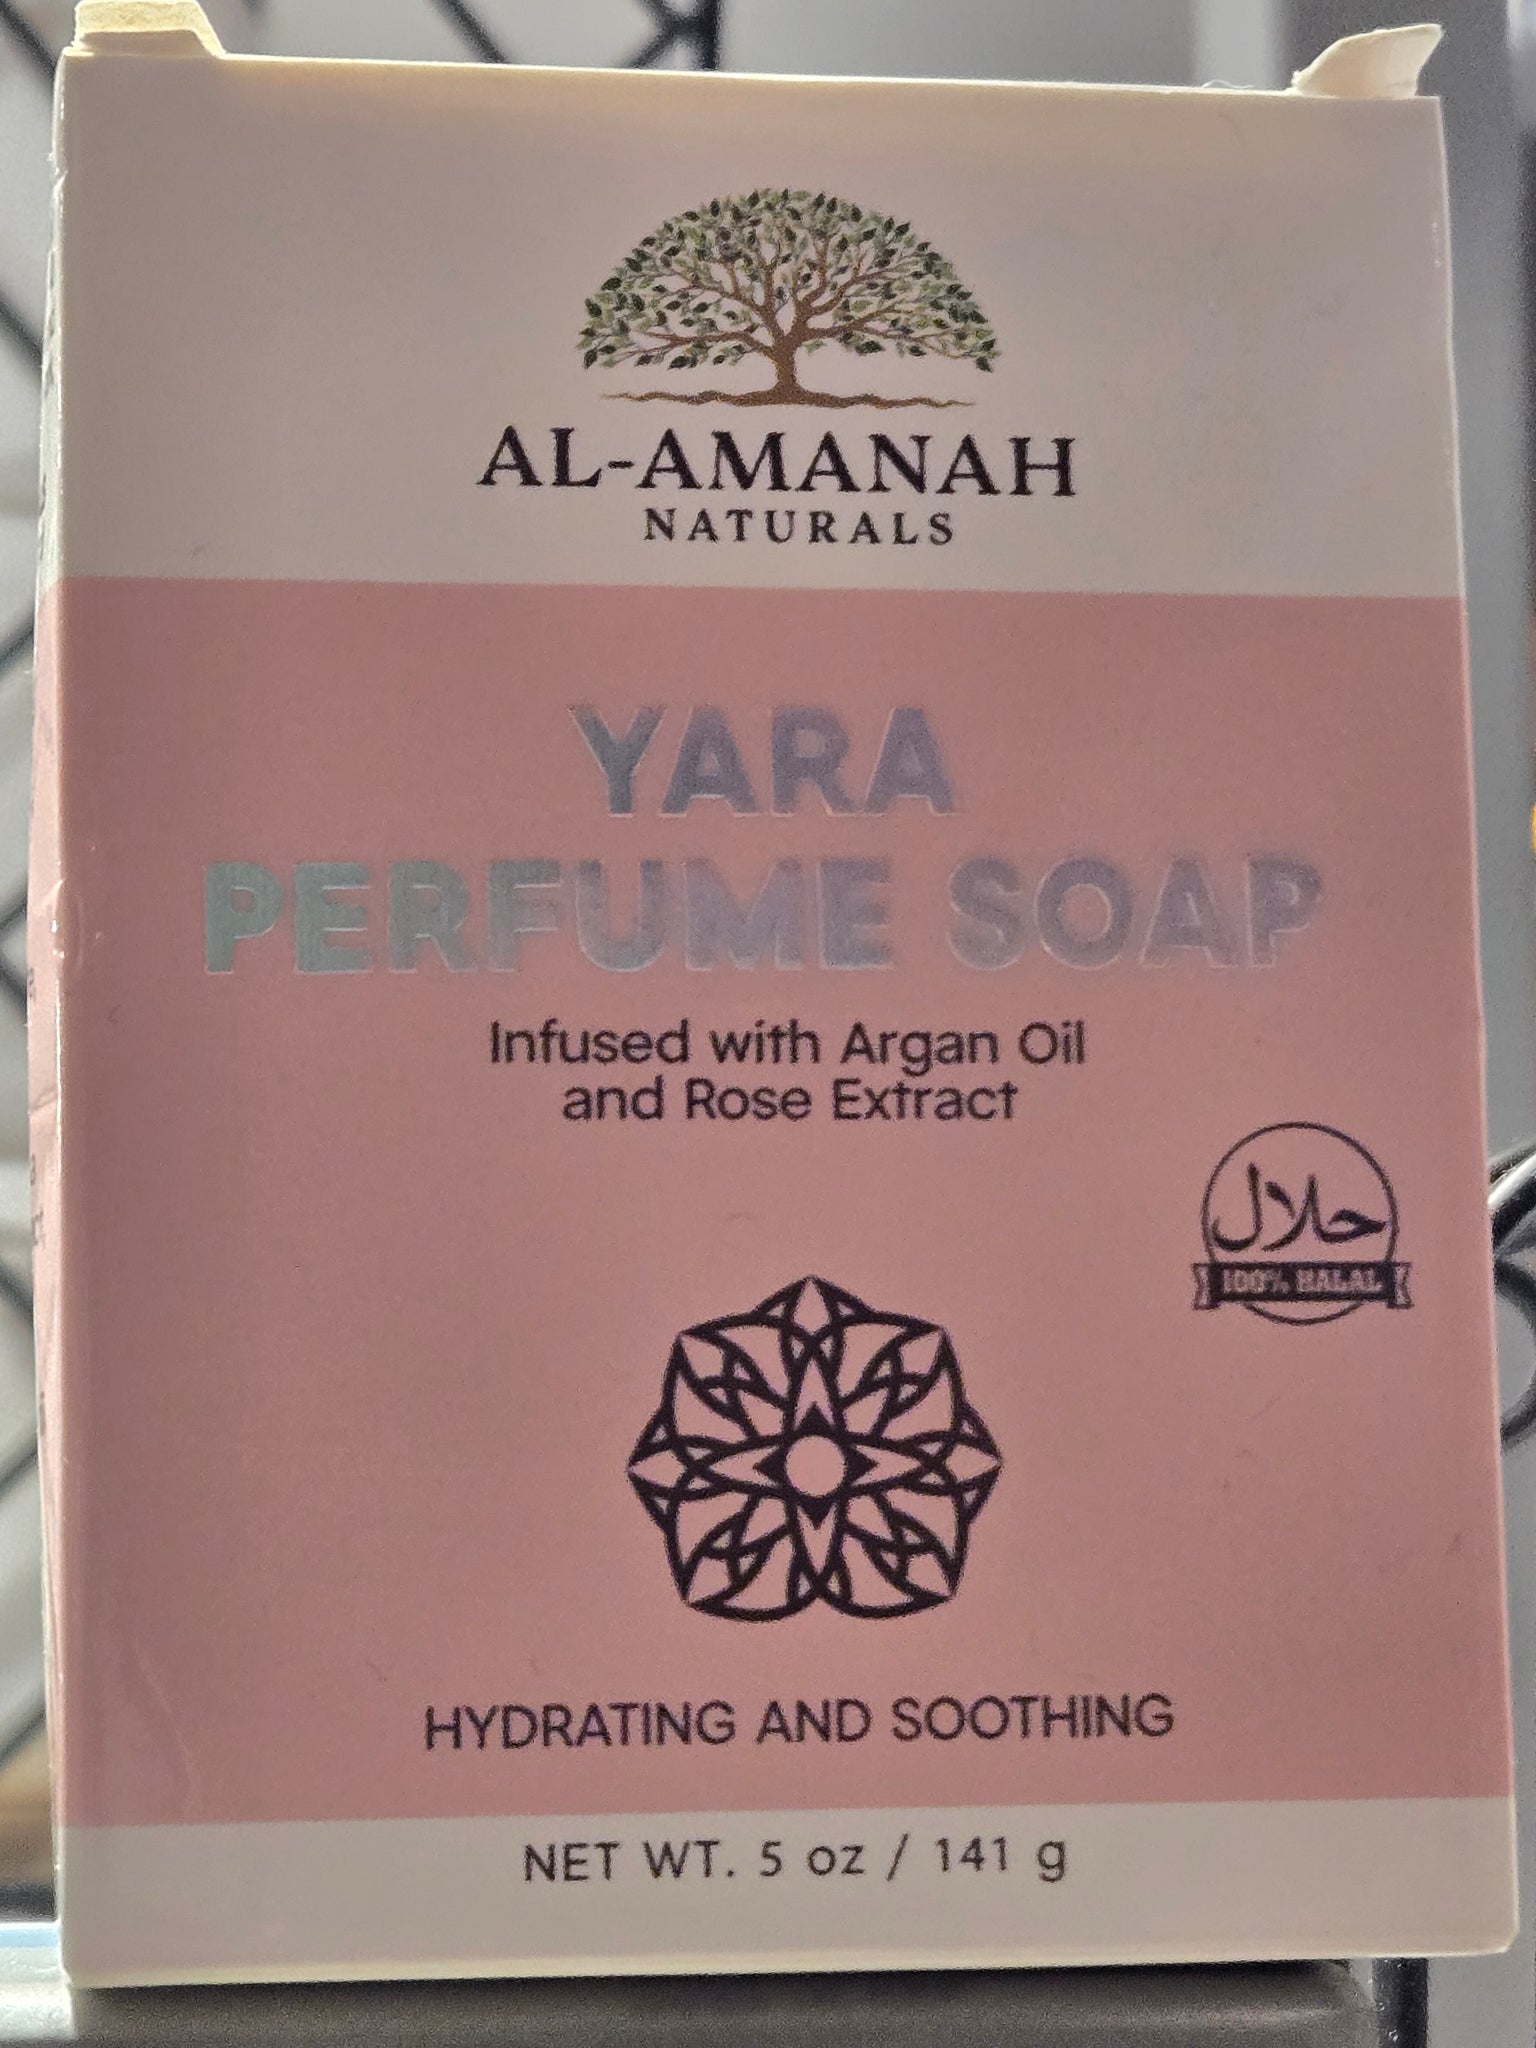 AL-AMANAH
NATURALS
YARA
PERFUME SOAP
Infused with Argan Oil
and Rose Extract
حلال
100% HALAL
HYDRATING AND SOOTHING
NET WT. 5 oz / 141 g